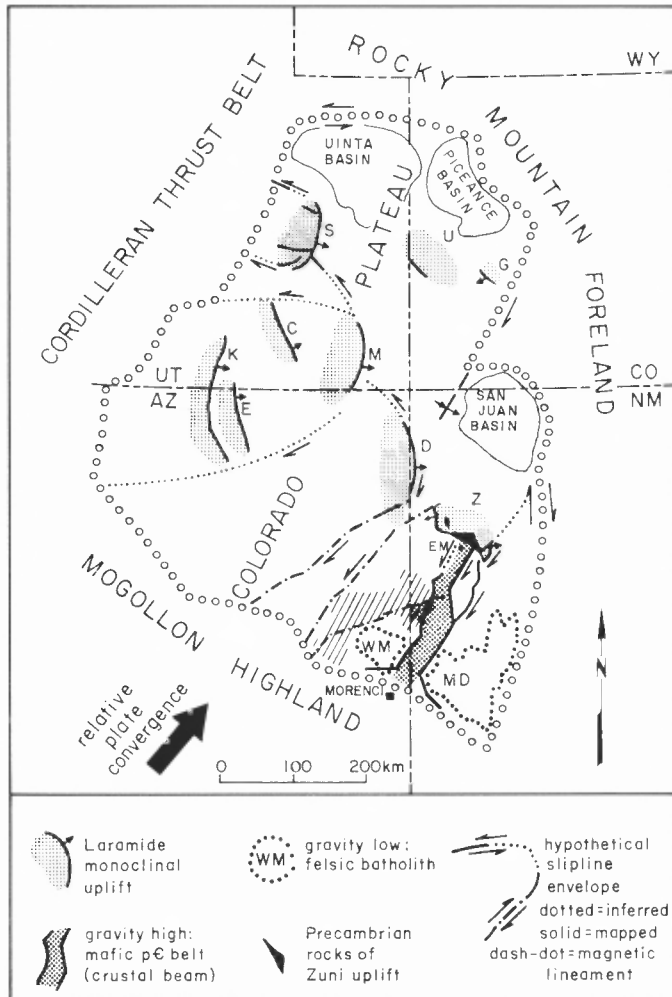 ROCKY
WY
MOUNTAIN
FORELAND
CORDILLERAN THRUST BELT
UINTA
BASIN
PICEANCE
BASIN
PLATEAU
S
U
G
C
K
M
UT
AZ
CO
NM
E
SAN
JUAN
BASIN
D
COLORADO
Z
EM
MOGOLLON
HIGHLAND
WM
MD
MORENCI
N
relative
plate
convergence
0 100 200km
Laramide
monoclinal
uplift
WM
gravity low:
felsic batholith
hypothetical
slipline
envelope
dotted=inferred
solid=mapped
dash-dot=magnetic
lineament
gravity high:
mafic p€ belt
(crustal beam)
Precambrian
rocks of
Zuni uplift